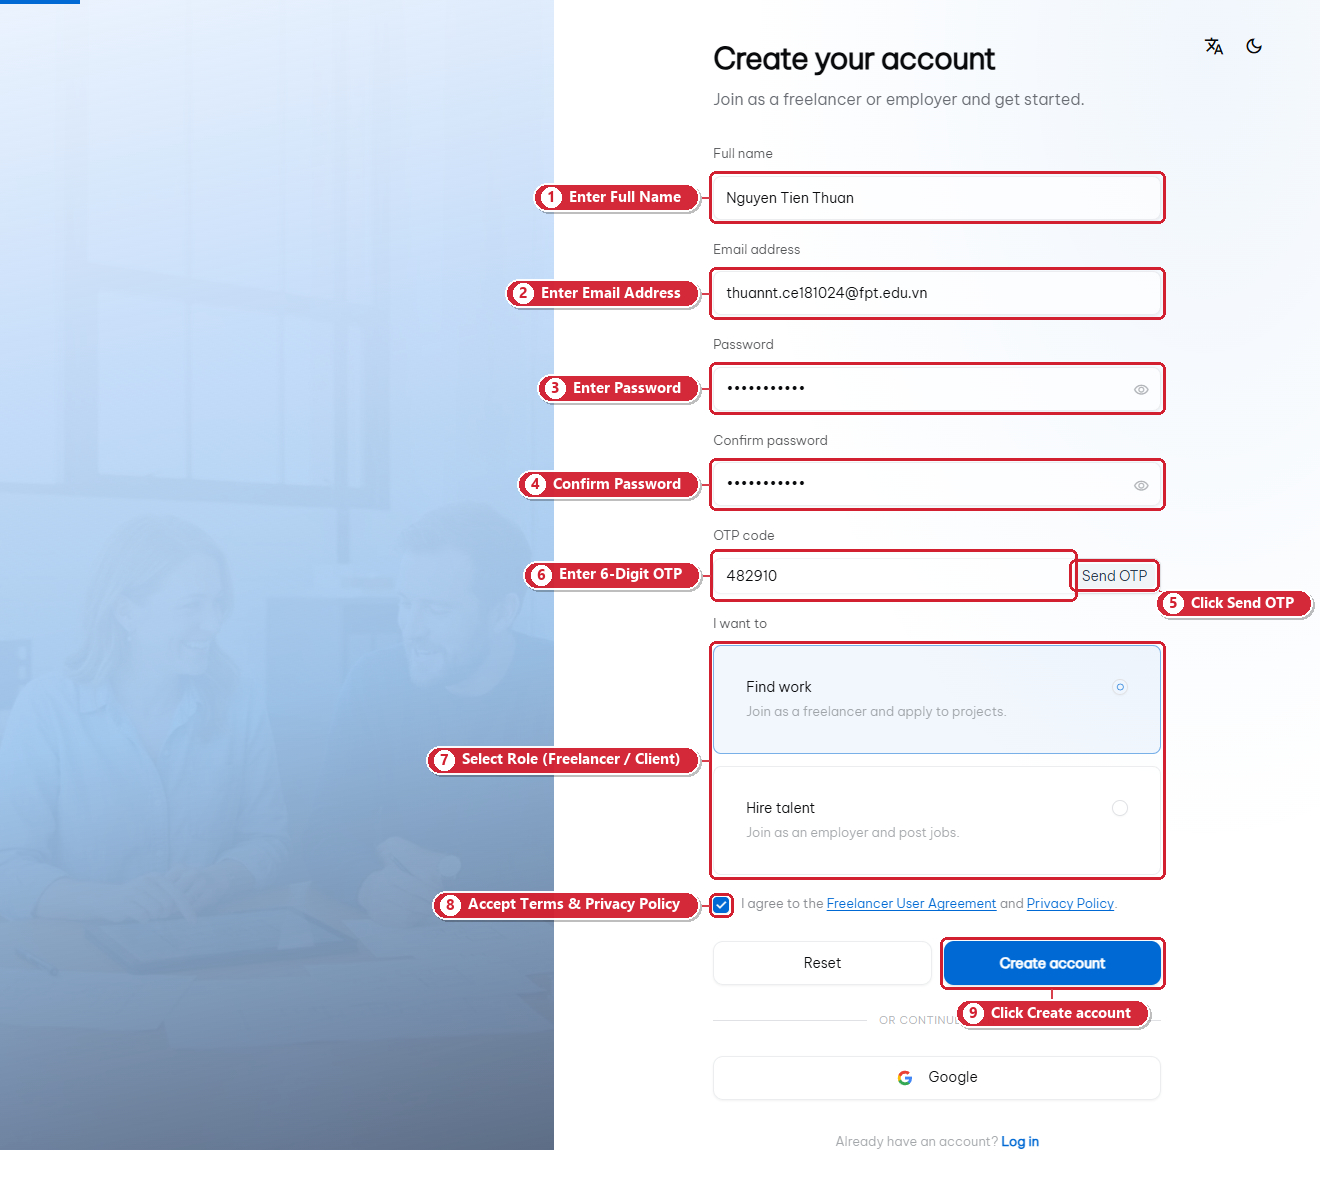 Create your account
Join as a freelancer or employer and get started.
Full name
1 Enter Full Name
Nguyen Tien Thuan
Email address
2 Enter Email Address
thuannt.ce181024@fpt.edu.vn
Password
3 Enter Password
•••••••••••
Confirm password
4 Confirm Password
•••••••••••
OTP code
6 Enter 6-Digit OTP
482910
Send OTP
5 Click Send OTP
I want to
Find work
Join as a freelancer and apply to projects.
7 Select Role (Freelancer / Client)
Hire talent
Join as an employer and post jobs.
8 Accept Terms & Privacy Policy
I agree to the Freelancer User Agreement and Privacy Policy.
Reset
Create account
9 Click Create account
OR
Google
Already have an account? Log in